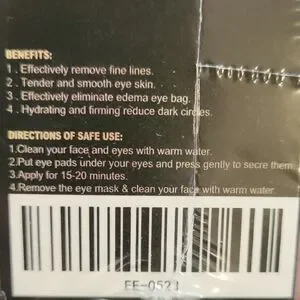 BENEFITS:
1 . Effectively remove fine lines.
2 . Tender and smooth eye skin.
3 . Effectively eliminate edema eye bag.
4 . Hydrating and firming reduce dark circles.
DIRECTIONS OF SAFE USE:
1.Clean your face and eyes with warm water.
2.Put eye pads under your eyes and press gently to secre them.
3.Apply for 15-20 minutes.
4.Remove the eye mask & clean your face with warm water.